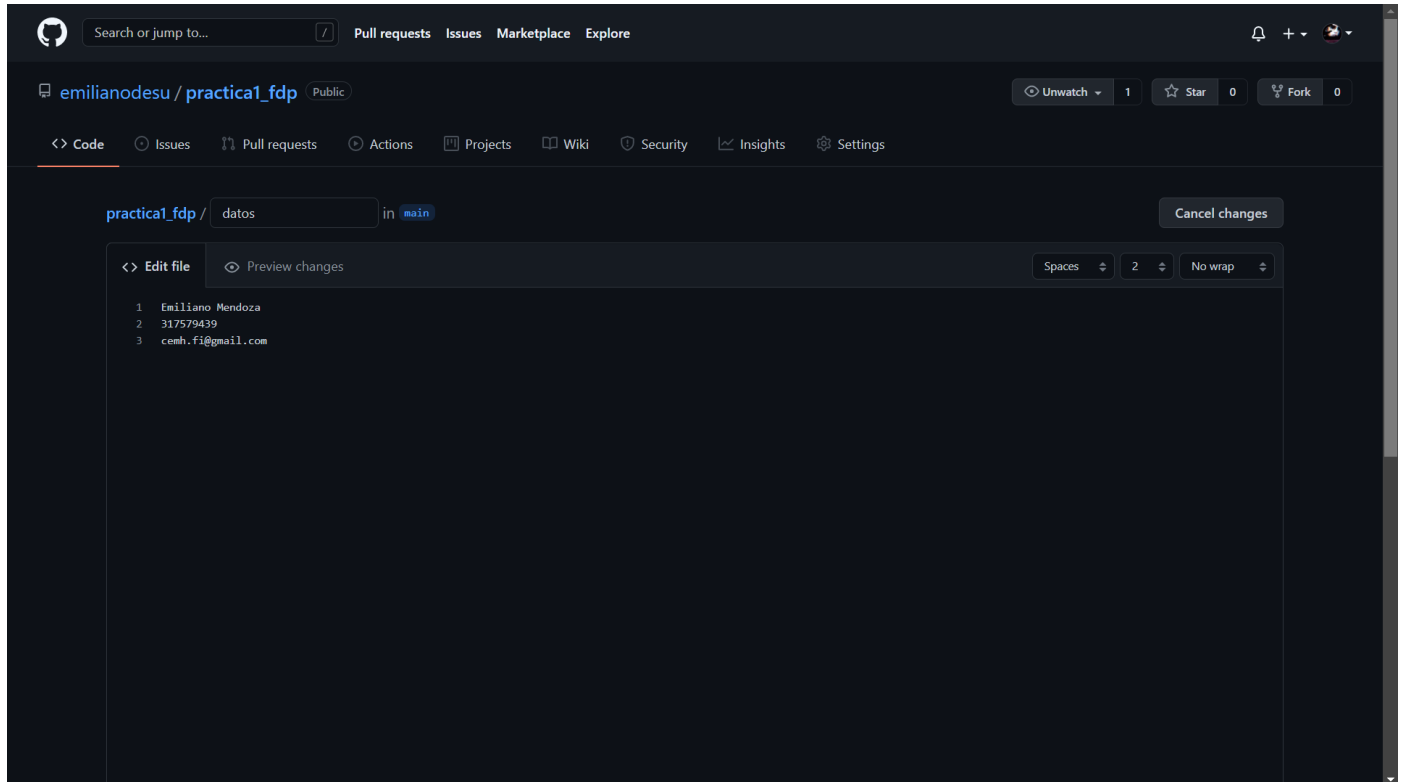 Search or jump to... / Pull requests Issues Marketplace Explore
emilianodesu / practica1_fdp Public Unwatch 1 Star 0 Fork 0
<> Code Issues Pull requests Actions Projects Wiki Security Insights Settings
practica1_fdp / datos in main Cancel changes
<> Edit file Preview changes Spaces 2 No wrap
1 Emiliano Mendoza
2 317579439
3 cemh.fi@gmail.com